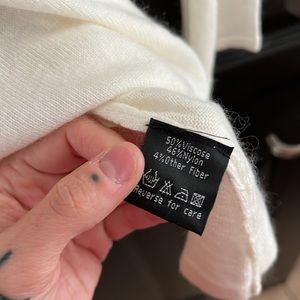 50%Viscose
46%Nylon
4%Other Fiber
Reverse for care